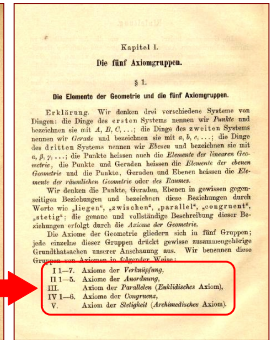 Kapitel I.
Die fünf Axiomgruppen.
§ 1.
Die Elemente der Geometrie und die fünf Axiomgruppen.
Erklärung. Wir denken drei verschiedene Systeme von
Dingen: die Dinge des ersten Systems nennen wir Punkte und
bezeichnen sie mit A, B, C, ...; die Dinge des zweiten Systems
nennen wir Gerade und bezeichnen sie mit a, b, c, ...; die Dinge
des dritten Systems nennen wir Ebenen und bezeichnen sie mit
α, β, γ, ...; die Punkte heissen auch die Elemente der linearen Geo-
metrie, die Punkte und Geraden heissen die Elemente der ebenen
Geometrie und die Punkte, Geraden und Ebenen heissen die Ele-
mente der räumlichen Geometrie oder des Raumes.
Wir denken die Punkte, Geraden, Ebenen in gewissen gegen-
seitigen Beziehungen und bezeichnen diese Beziehungen durch
Worte wie „liegen", „zwischen", „parallel", „congruent",
„stetig"; die genaue und vollständige Beschreibung dieser Be-
ziehungen erfolgt durch die Axiome der Geometrie.
Die Axiome der Geometrie gliedern sich in fünf Gruppen;
jede einzelne dieser Gruppen drückt gewisse zusammengehörige
Grundthatsachen unserer Anschauung aus. Wir benennen diese
Gruppen von Axiomen in folgender Weise:
I 1—7. Axiome der Verknüpfung,
II 1—5. Axiome der Anordnung,
III. Axiom der Parallelen (Euklidisches Axiom),
IV 1—6. Axiome der Congruenz,
V. Axiom der Stetigkeit (Archimedisches Axiom).